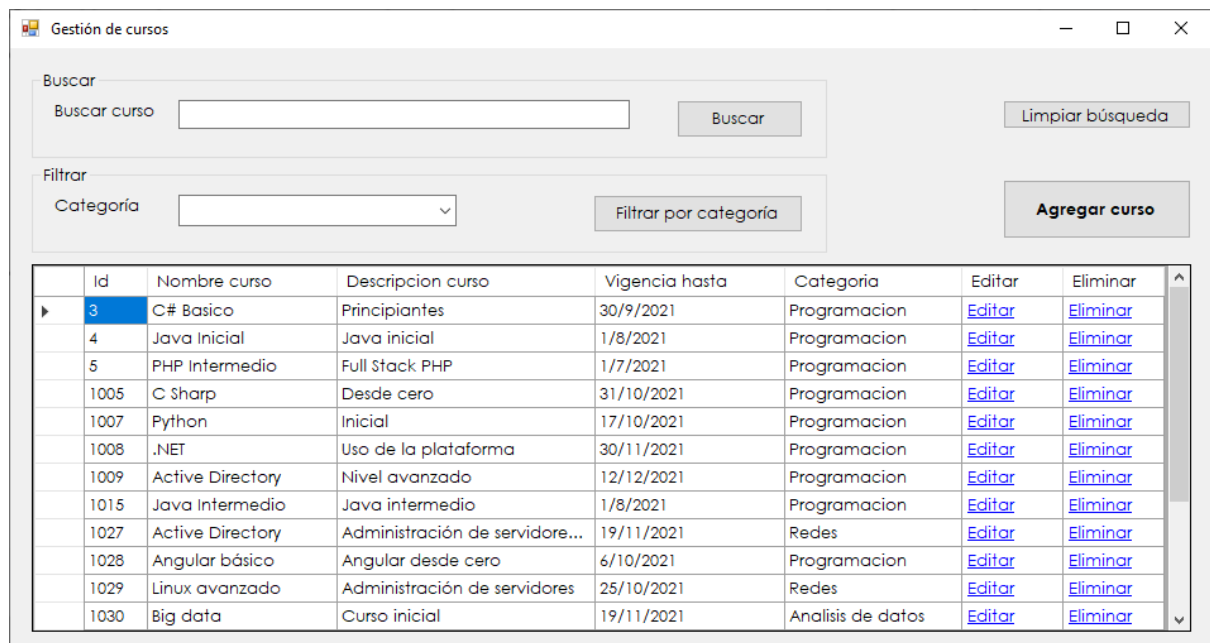 Gestión de cursos
Buscar
Buscar curso
Buscar
Limpiar búsqueda
Filtrar
Categoría
Filtrar por categoría
Agregar curso
Id Nombre curso Descripcion curso Vigencia hasta Categoria Editar Eliminar
3 C# Basico Principiantes 30/9/2021 Programacion Editar Eliminar
4 Java Inicial Java inicial 1/8/2021 Programacion Editar Eliminar
5 PHP Intermedio Full Stack PHP 1/7/2021 Programacion Editar Eliminar
1005 C Sharp Desde cero 31/10/2021 Programacion Editar Eliminar
1007 Python Inicial 17/10/2021 Programacion Editar Eliminar
1008 .NET Uso de la plataforma 30/11/2021 Programacion Editar Eliminar
1009 Active Directory Nivel avanzado 12/12/2021 Programacion Editar Eliminar
1015 Java Intermedio Java intermedio 1/8/2021 Programacion Editar Eliminar
1027 Active Directory Administración de servidore... 19/11/2021 Redes Editar Eliminar
1028 Angular básico Angular desde cero 6/10/2021 Programacion Editar Eliminar
1029 Linux avanzado Administración de servidores 25/10/2021 Redes Editar Eliminar
1030 Big data Curso inicial 19/11/2021 Analisis de datos Editar Eliminar